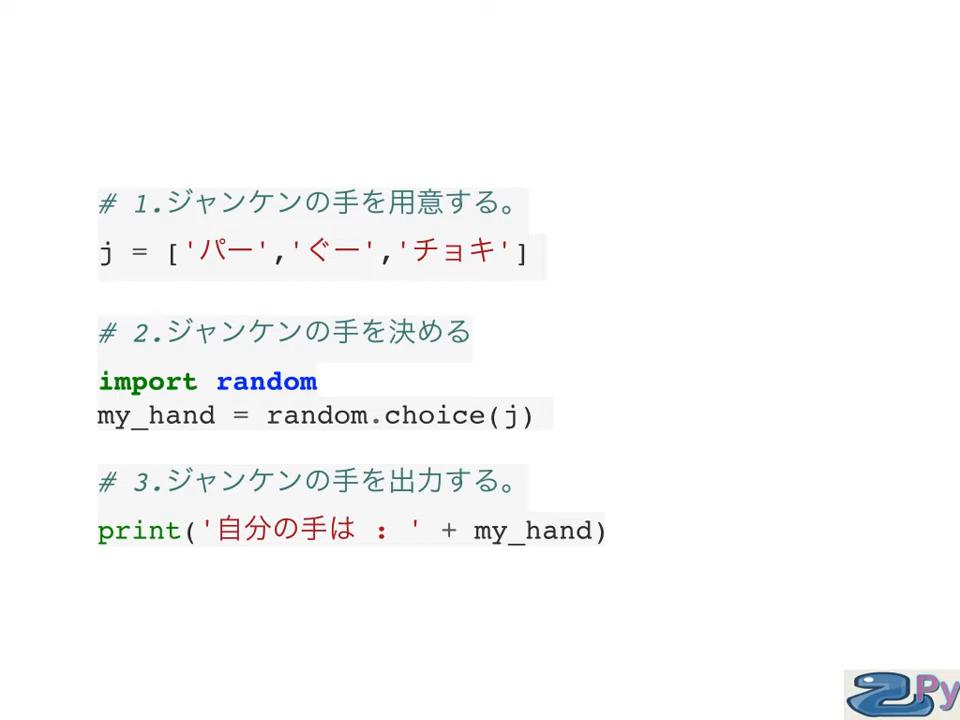 # 1.ジャンケンの手を用意する。
j = ['パー','ぐー','チョキ']
# 2.ジャンケンの手を決める
import random
my_hand = random.choice(j)
# 3.ジャンケンの手を出力する。
print('自分の手は : ' + my_hand)
Py